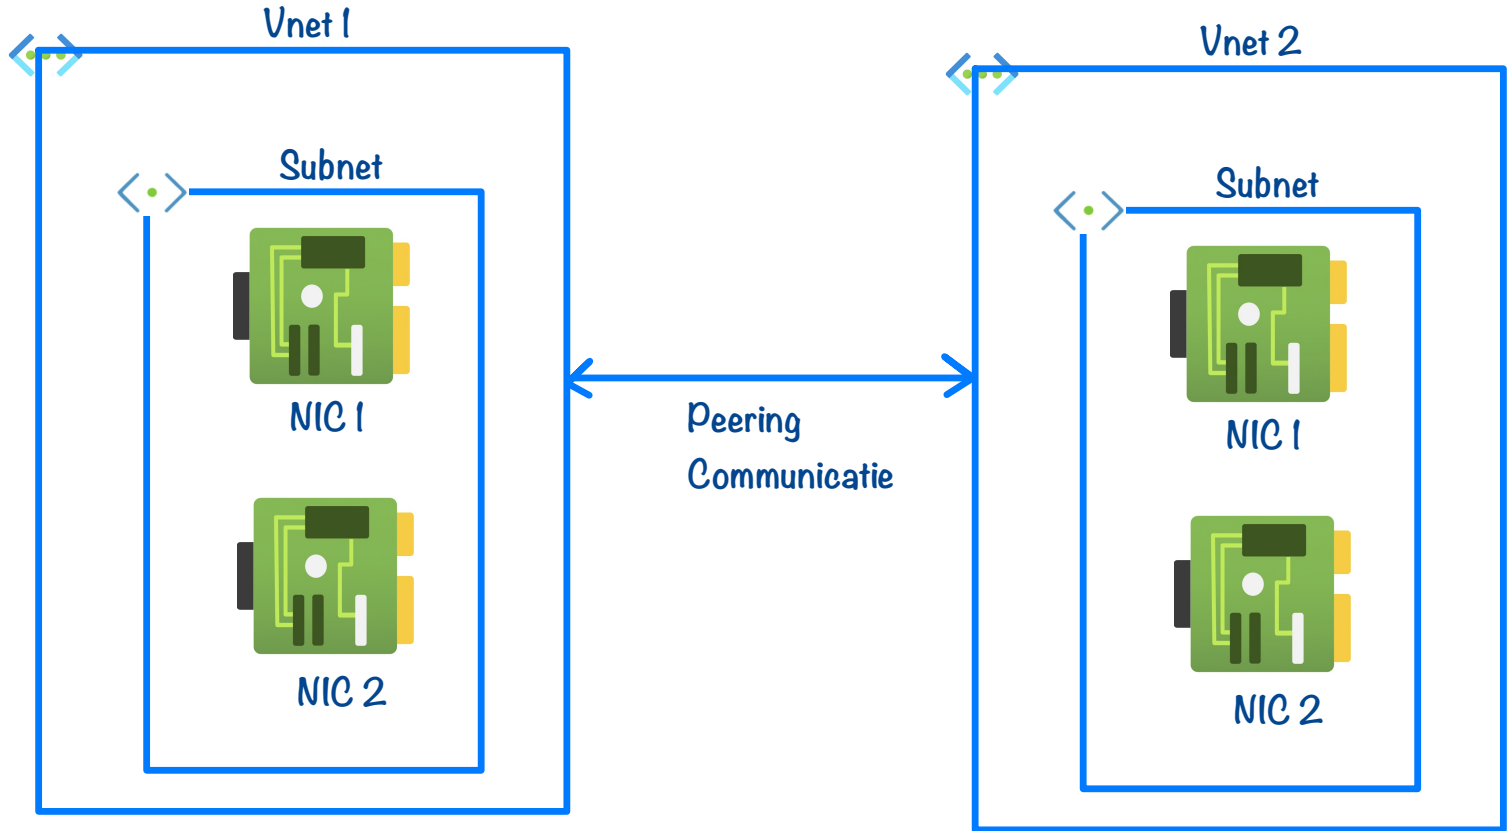 Vnet 1
Subnet
NIC 1
NIC 2
Peering
Communicatie
Vnet 2
Subnet
NIC 1
NIC 2